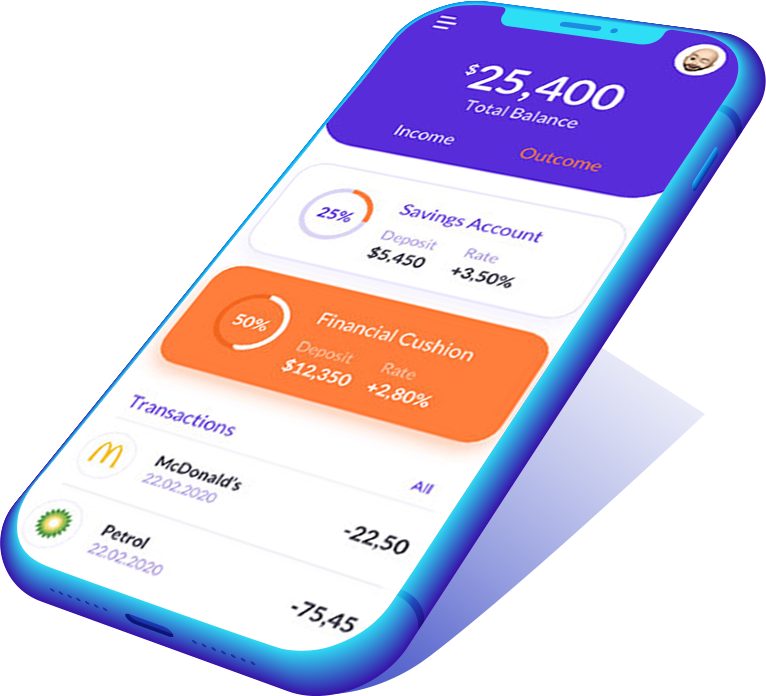 $25,400
Total Balance
Income Outcome
25%
Savings Account
Deposit Rate
$5,450 +3,50%
50%
Financial Cushion
Deposit Rate
$12,350 +2,80%
Transactions
All
McDonald's
22.02.2020
-22,50
Petrol
22.02.2020
-75,45